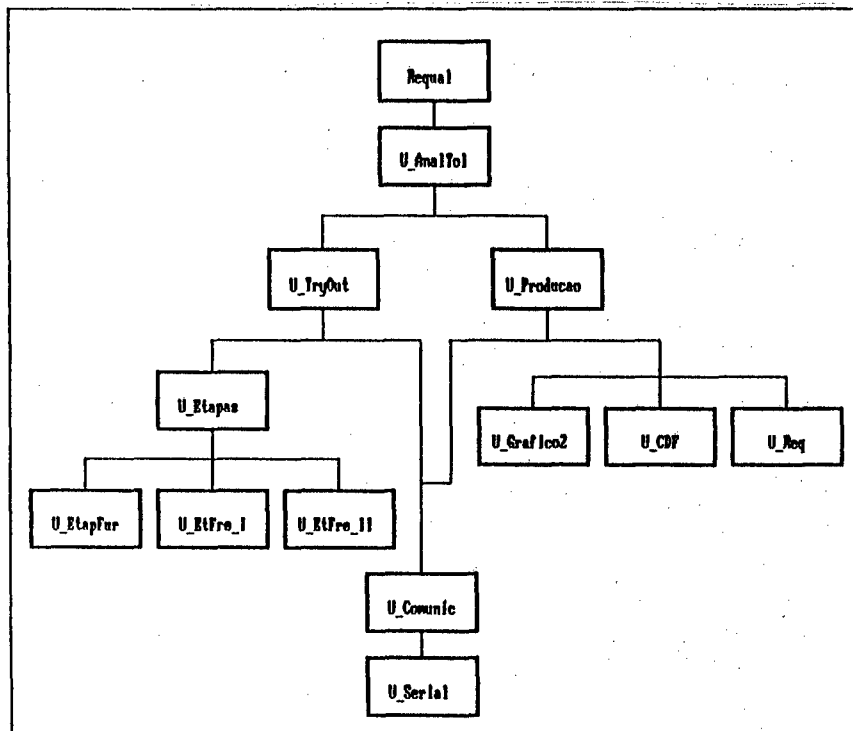 Requal
U_AnalTol
U_TryOut
U_Producao
U_Etapas
U_Grafico2
U_CDF
U_Req
U_EtapFur
U_EtFre_I
U_EtFre_II
U_Comunic
U_Serial